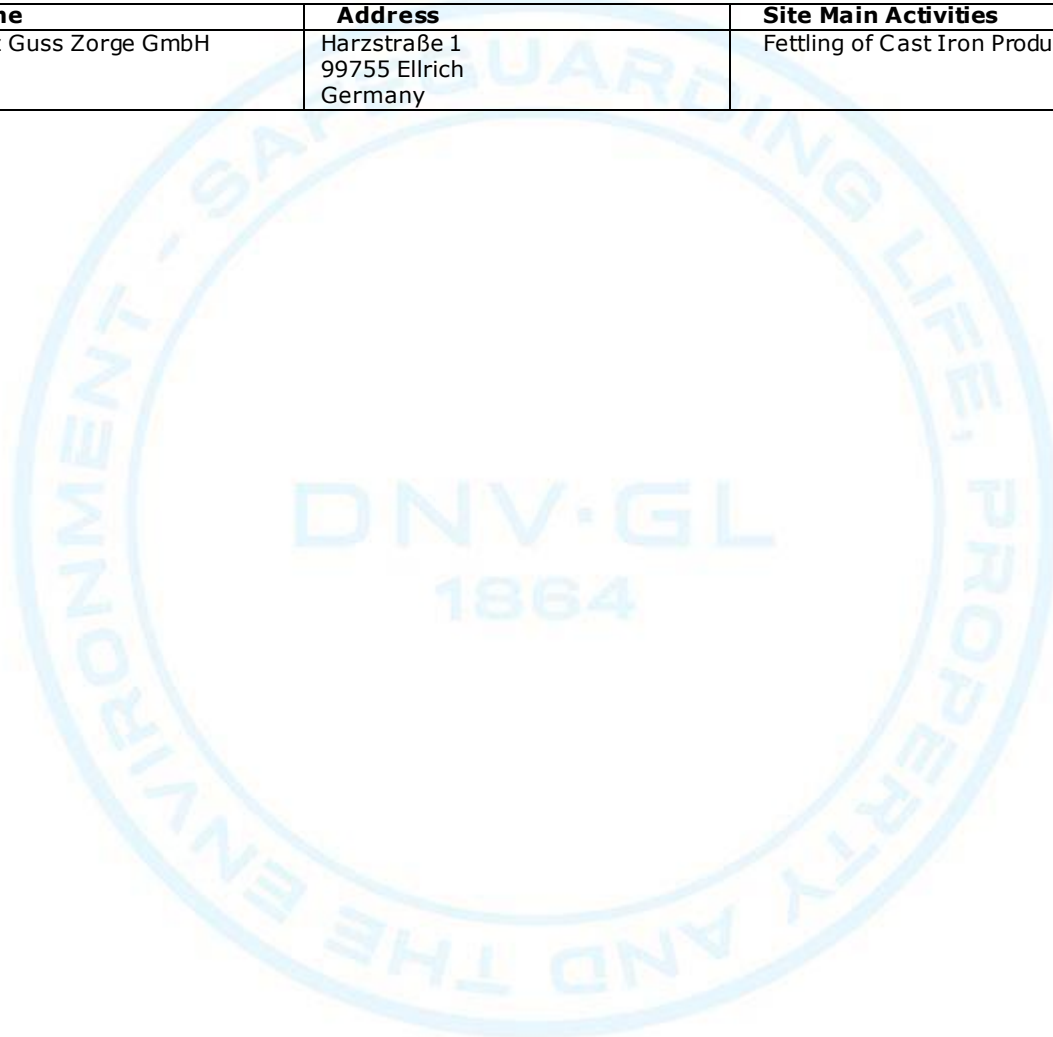 me Address Site Main Activities
t Guss Zorge GmbH Harzstraße 1 Fettling of Cast Iron Produ
99755 Ellrich
Germany
SAFEGUARDING LIFE, PROPERTY AND THE ENVIRONMENT -
DNV·GL
1864